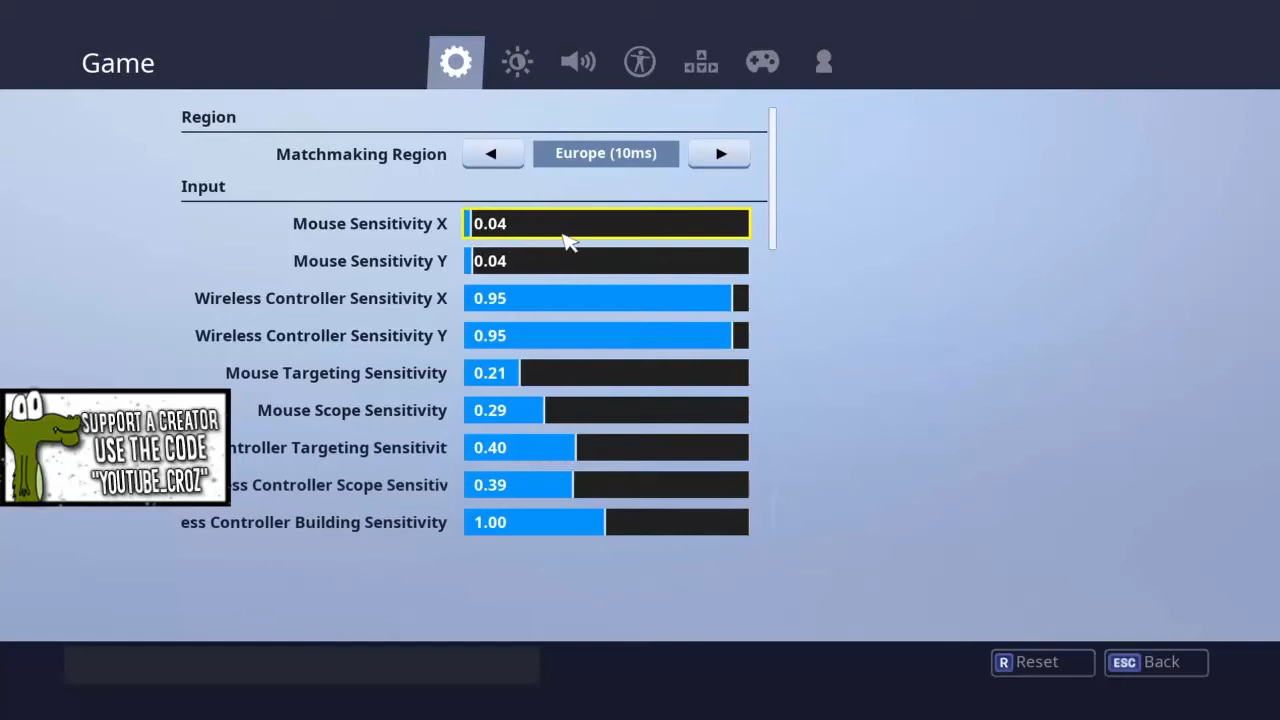 Game
Region
Matchmaking Region
Europe (10ms)
Input
Mouse Sensitivity X
0.04
Mouse Sensitivity Y
0.04
Wireless Controller Sensitivity X
0.95
Wireless Controller Sensitivity Y
0.95
Mouse Targeting Sensitivity
0.21
Mouse Scope Sensitivity
0.29
ntroller Targeting Sensitivit
0.40
ss Controller Scope Sensitiv
0.39
ess Controller Building Sensitivity
1.00
SUPPORT A CREATOR
USE THE CODE
"YOUTUBE_CROZ"
R Reset
ESC Back